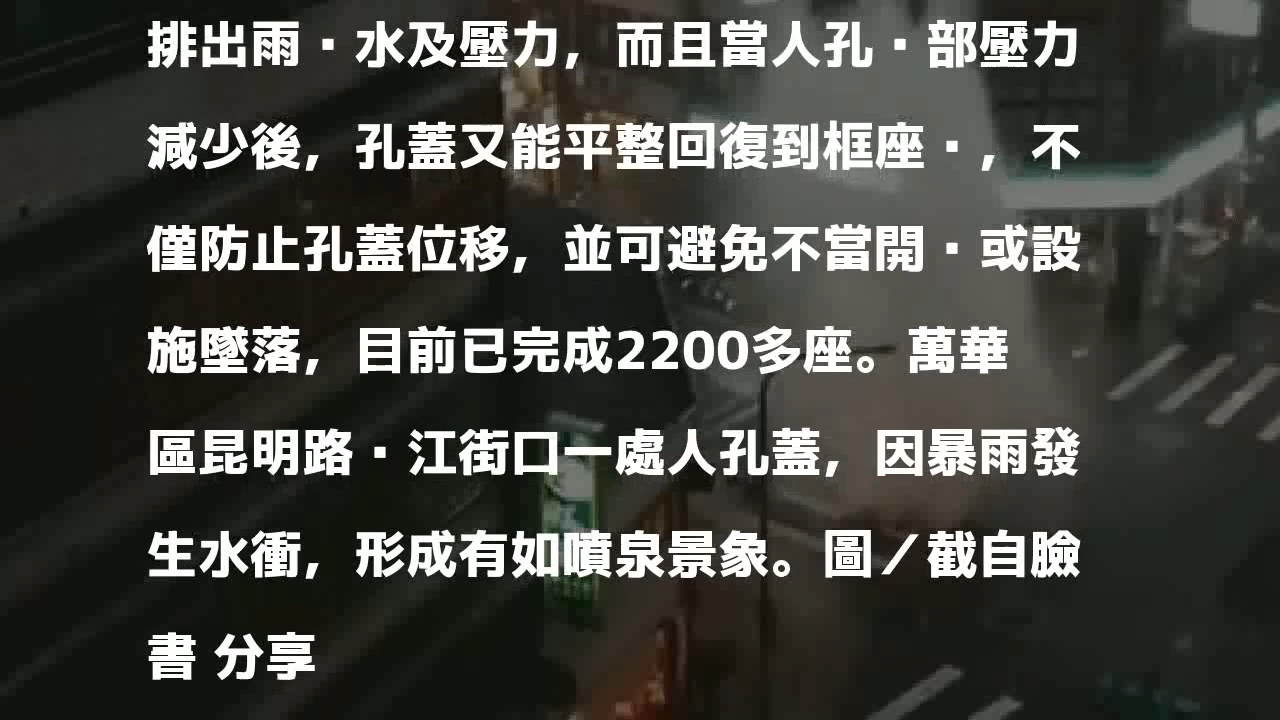 排出雨▪水及壓力，而且當人孔▪部壓力
減少後，孔蓋又能平整回復到框座▪，不
僅防止孔蓋位移，並可避免不當開▪或設
施墜落，目前已完成2200多座。萬華
區昆明路▪江街口一處人孔蓋，因暴雨發
生水衝，形成有如噴泉景象。圖／截自臉
書 分享